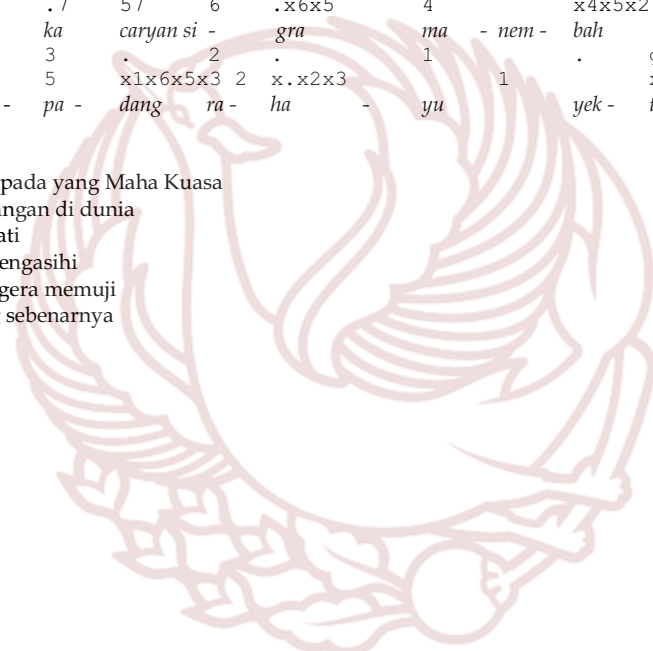 .7 57 6 .x6x5 4 x4x5x2
ka caryan si - gra ma - nem - bah
3 . 2 . 1 .
5 x1x6x5x3 2 x.x2x3 1
- pa - dang ra - ha - yu yek -
pada yang Maha Kuasa
angan di dunia
ati
engasihi
gera memuji
sebenarnya